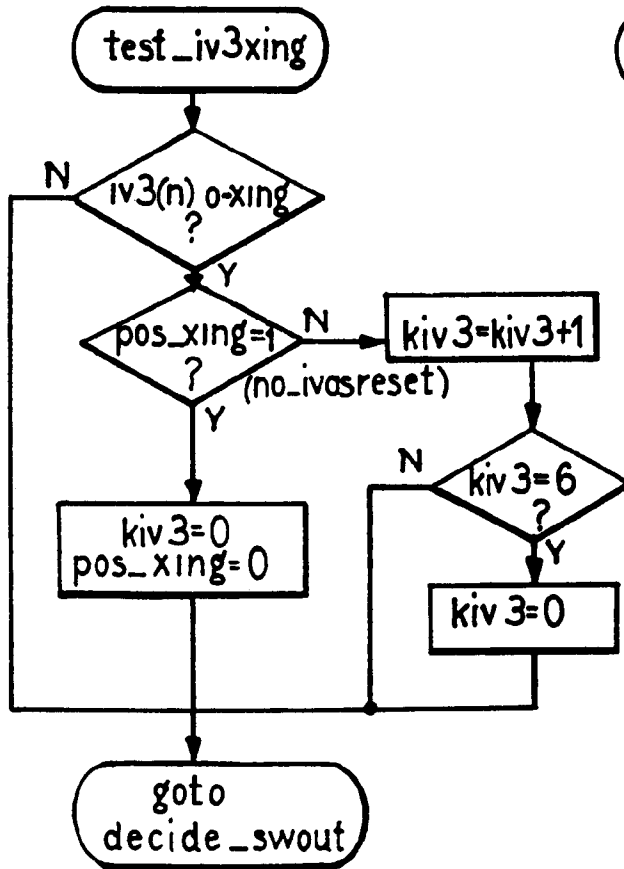 test_iv3xing
N
iv3(n) o-xing
?
Y
pos_xing=1
?
N
kiv3=kiv3+1
(no_ivasreset)
Y
N
kiv3=6
?
Y
kiv3=0
pos_xing=0
kiv3=0
goto
decide_swout